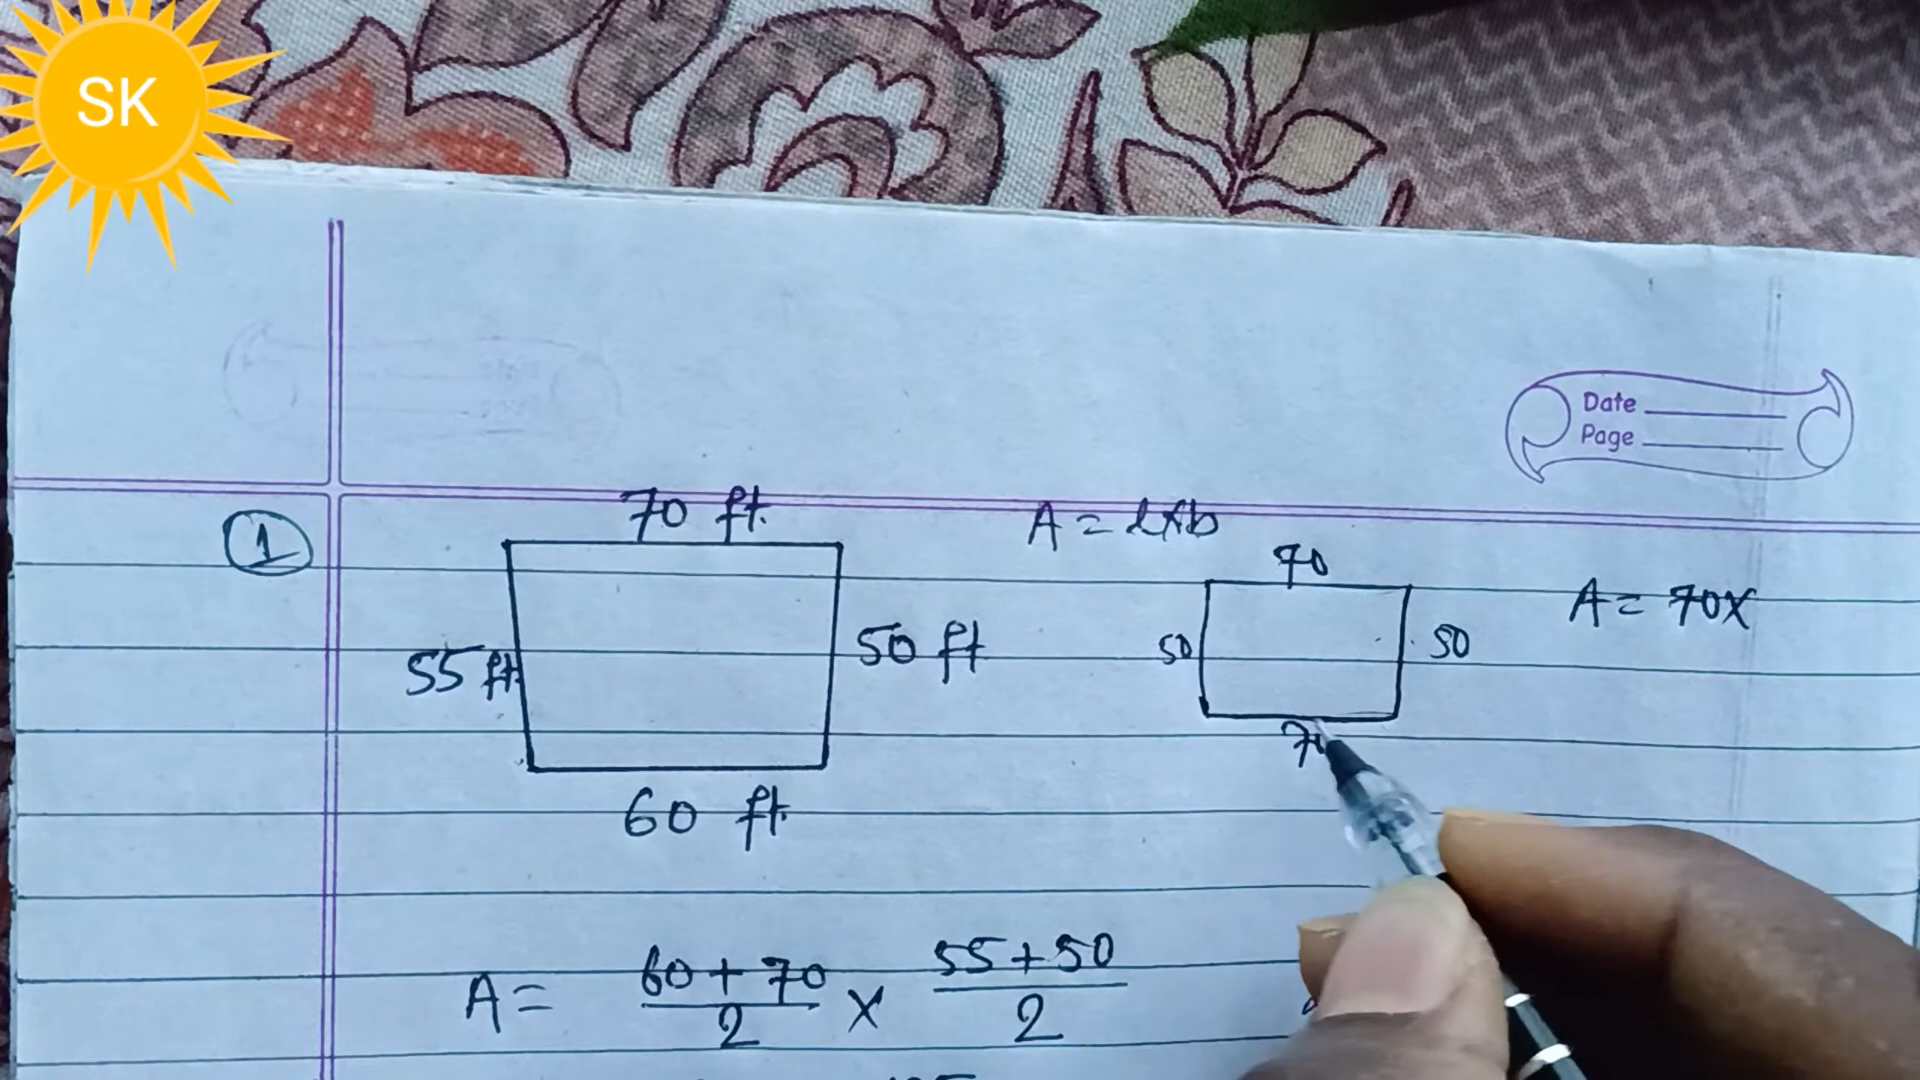 SK
Date
Page
1
70 ft.
A = l×b
70
A = 70×
55 ft.
50 ft
50
50
70
60 ft.
A = 60 + 70 / 2 × 55 + 50 / 2